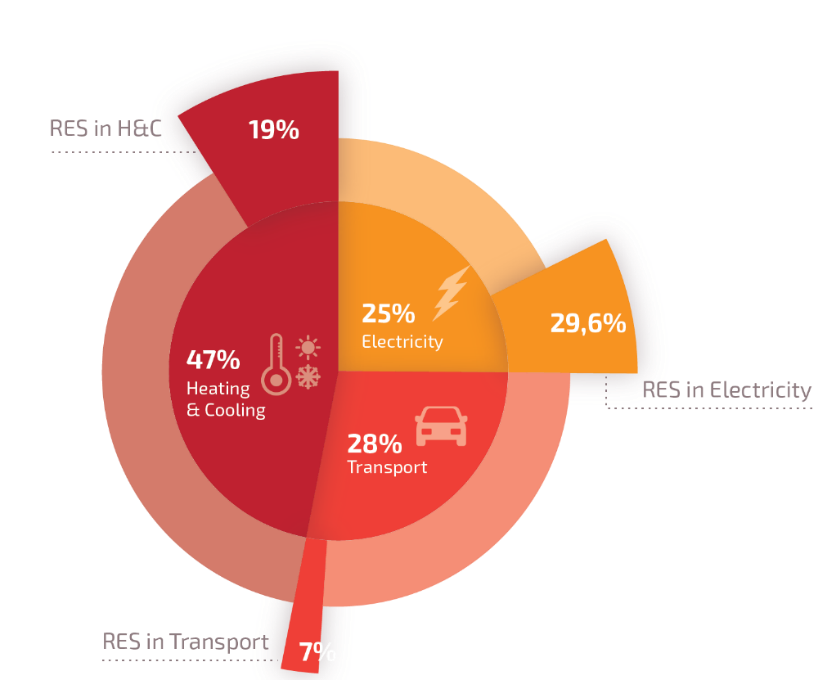 RES in H&C
19%
25%
Electricity
29,6%
47%
Heating
& Cooling
RES in Electricity
28%
Transport
RES in Transport
7%